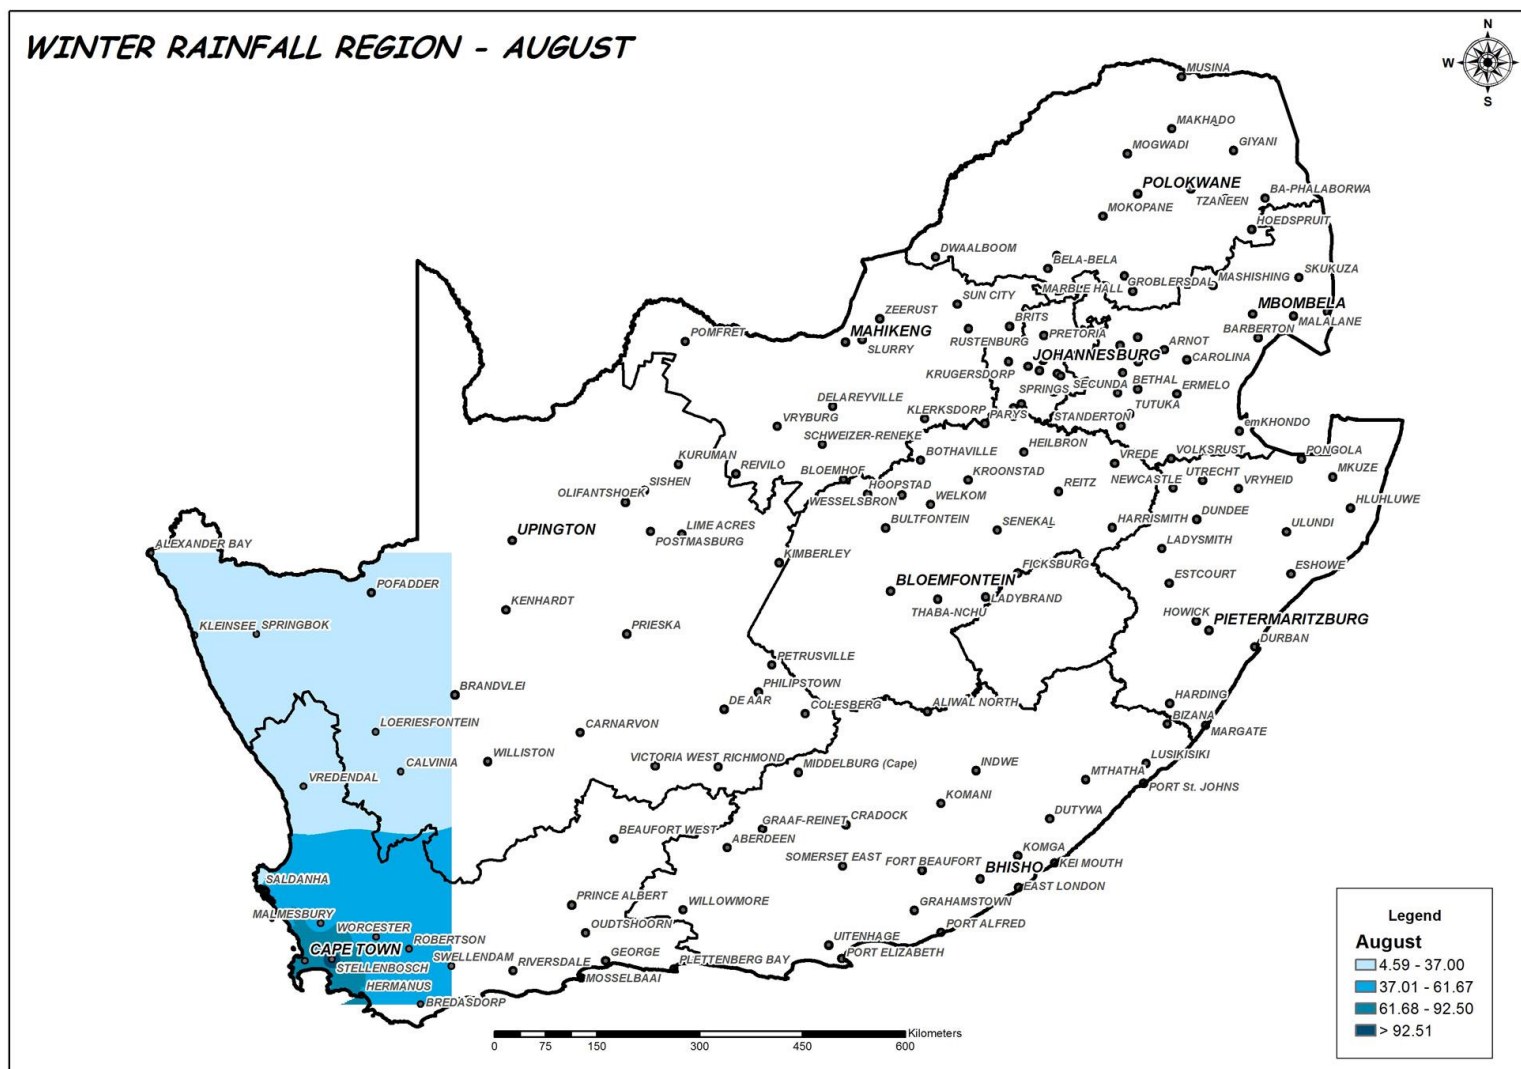 WINTER RAINFALL REGION - AUGUST
N
W
E
S
MUSINA
MAKHADO
MOGWADI
GIYANI
POLOKWANE
TZANEEN
BA-PHALABORWA
MOKOPANE
HOEDSPRUIT
DWAALBOOM
BELA-BELA
SKUKUZA
MASHISHING
GROBLERSDAL
MARBLE HALL
SUN CITY
MBOMBELA
MALALANE
ZEERUST
MAHIKENG
BRITS
BARBERTON
POMFRET
SLURRY
RUSTENBURG
PRETORIA
ARNOT
JOHANNESBURG
CAROLINA
KRUGERSDORP
SPRINGS
SECUNDA
BETHAL
ERMELO
DELAREYVILLE
KLERKSDORP
PARYS
STANDERTON
TUTUKA
emKHONDO
VRYBURG
SCHWEIZER-RENEKE
HEILBRON
BOTHAVILLE
VREDE
VOLKSRUST
PONGOLA
KURUMAN
REIVILO
BLOEMHOF
KROONSTAD
NEWCASTLE
UTRECHT
VRYHEID
MKUZE
SISHEN
OLIFANTSHOEK
HOOPSTAD
WESSELSBRON
WELKOM
REITZ
HLUHLUWE
UPINGTON
LIME ACRES
POSTMASBURG
BULTFONTEIN
SENEKAL
HARRISMITH
DUNDEE
ULUNDI
ALEXANDER BAY
LADYSMITH
KIMBERLEY
FICKSBURG
ESHOWE
POFADDER
BLOEMFONTEIN
ESTCOURT
KENHARDT
THABA-NCHU
LADYBRAND
KLEINSEE
SPRINGBOK
PRIESKA
HOWICK
PIETERMARITZBURG
DURBAN
PETRUSVILLE
BRANDVLEI
PHILIPSTOWN
HARDING
DE AAR
COLESBERG
ALIWAL NORTH
BIZANA
MARGATE
LOERIESFONTEIN
CARNARVON
WILLISTON
VICTORIA WEST
RICHMOND
MIDDELBURG (Cape)
INDWE
LUSIKISIKI
CALVINIA
VREDENDAL
MTHATHA
PORT St. JOHNS
KOMANI
DUTYWA
BEAUFORT WEST
GRAAF-REINET
CRADOCK
ABERDEEN
SOMERSET EAST
FORT BEAUFORT
KOMGA
KEI MOUTH
BHISHO
SALDANHA
EAST LONDON
PRINCE ALBERT
WILLOWMORE
GRAHAMSTOWN
MALMESBURY
WORCESTER
OUDTSHOORN
PORT ALFRED
CAPE TOWN
ROBERTSON
UITENHAGE
STELLENBOSCH
SWELLENDAM
RIVERSDALE
GEORGE
PLETTENBERG BAY
PORT ELIZABETH
HERMANUS
MOSSELBAAI
BREDASDORP
Kilometers
0 75 150 300 450 600
Legend
August
4.59 - 37.00
37.01 - 61.67
61.68 - 92.50
> 92.51